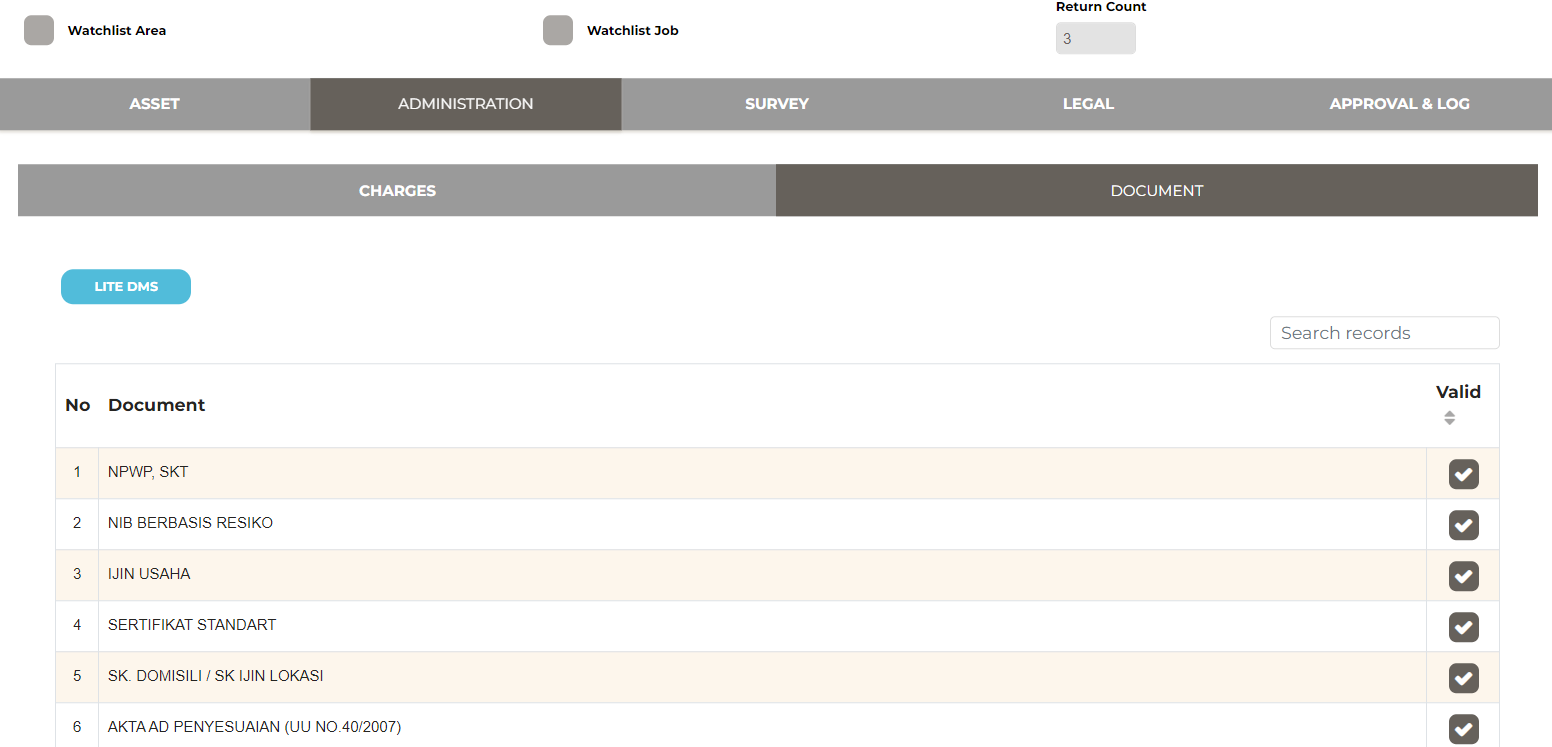 Return Count
Watchlist Area
Watchlist Job
3
ASSET
ADMINISTRATION
SURVEY
LEGAL
APPROVAL & LOG
CHARGES
DOCUMENT
LITE DMS
Search records
No Document Valid
1 NPWP, SKT
2 NIB BERBASIS RESIKO
3 IJIN USAHA
4 SERTIFIKAT STANDART
5 SK. DOMISILI / SK IJIN LOKASI
6 AKTA AD PENYESUAIAN (UU NO.40/2007)